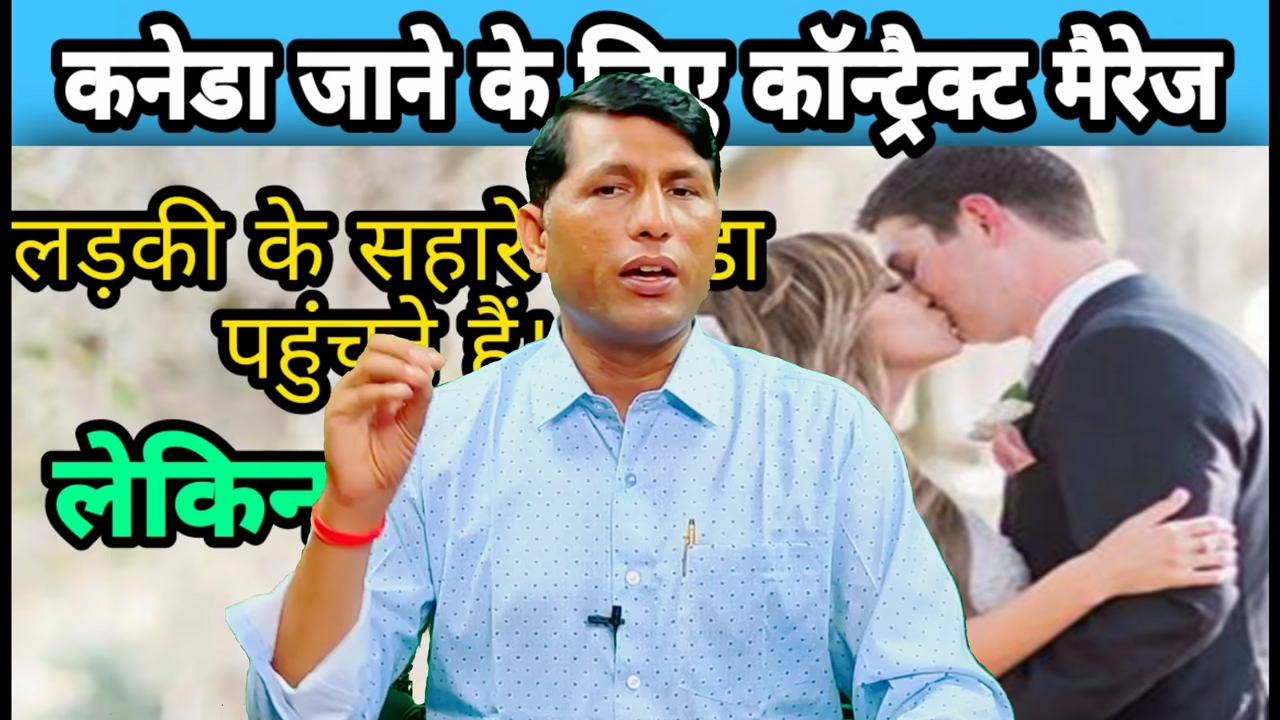 कनेडा जाने के लिए कॉन्ट्रैक्ट मैरेज
लड़की के सहारे
पहुंचते हैं।
लेकिन